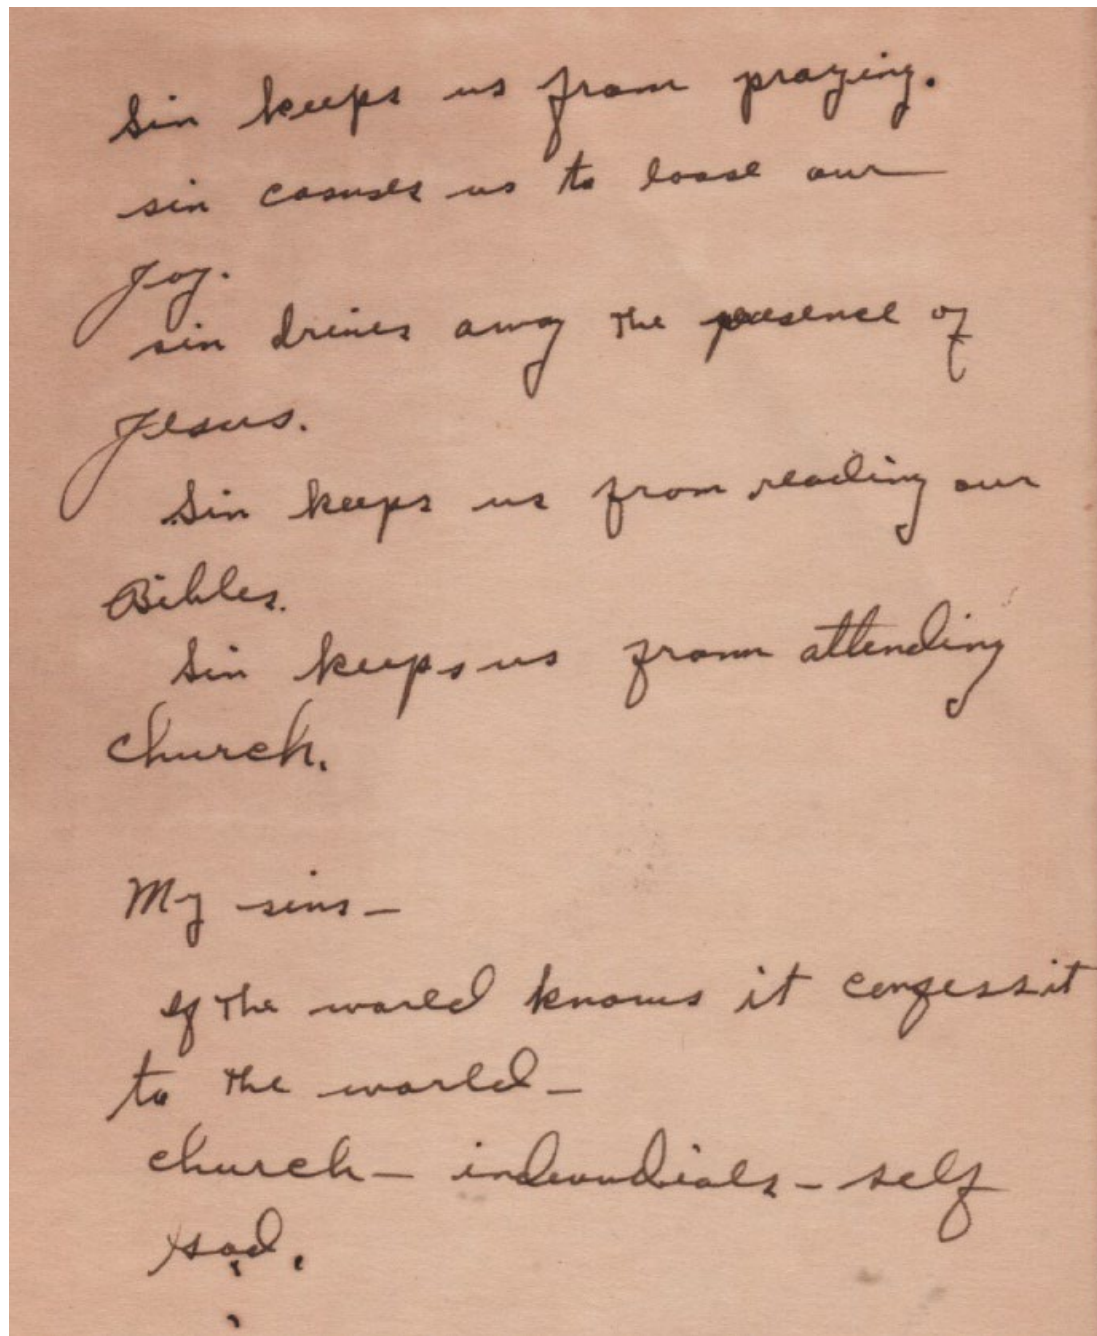 Sin keeps us from praying.
sin causes us to loose our
Joy.
sin drives away the presence of
Jesus.
Sin keeps us from reading our
Bibles.
Sin keeps us from attending
church.
My sins -
If the world knows it confess it
to the world -
church - indivudials - self